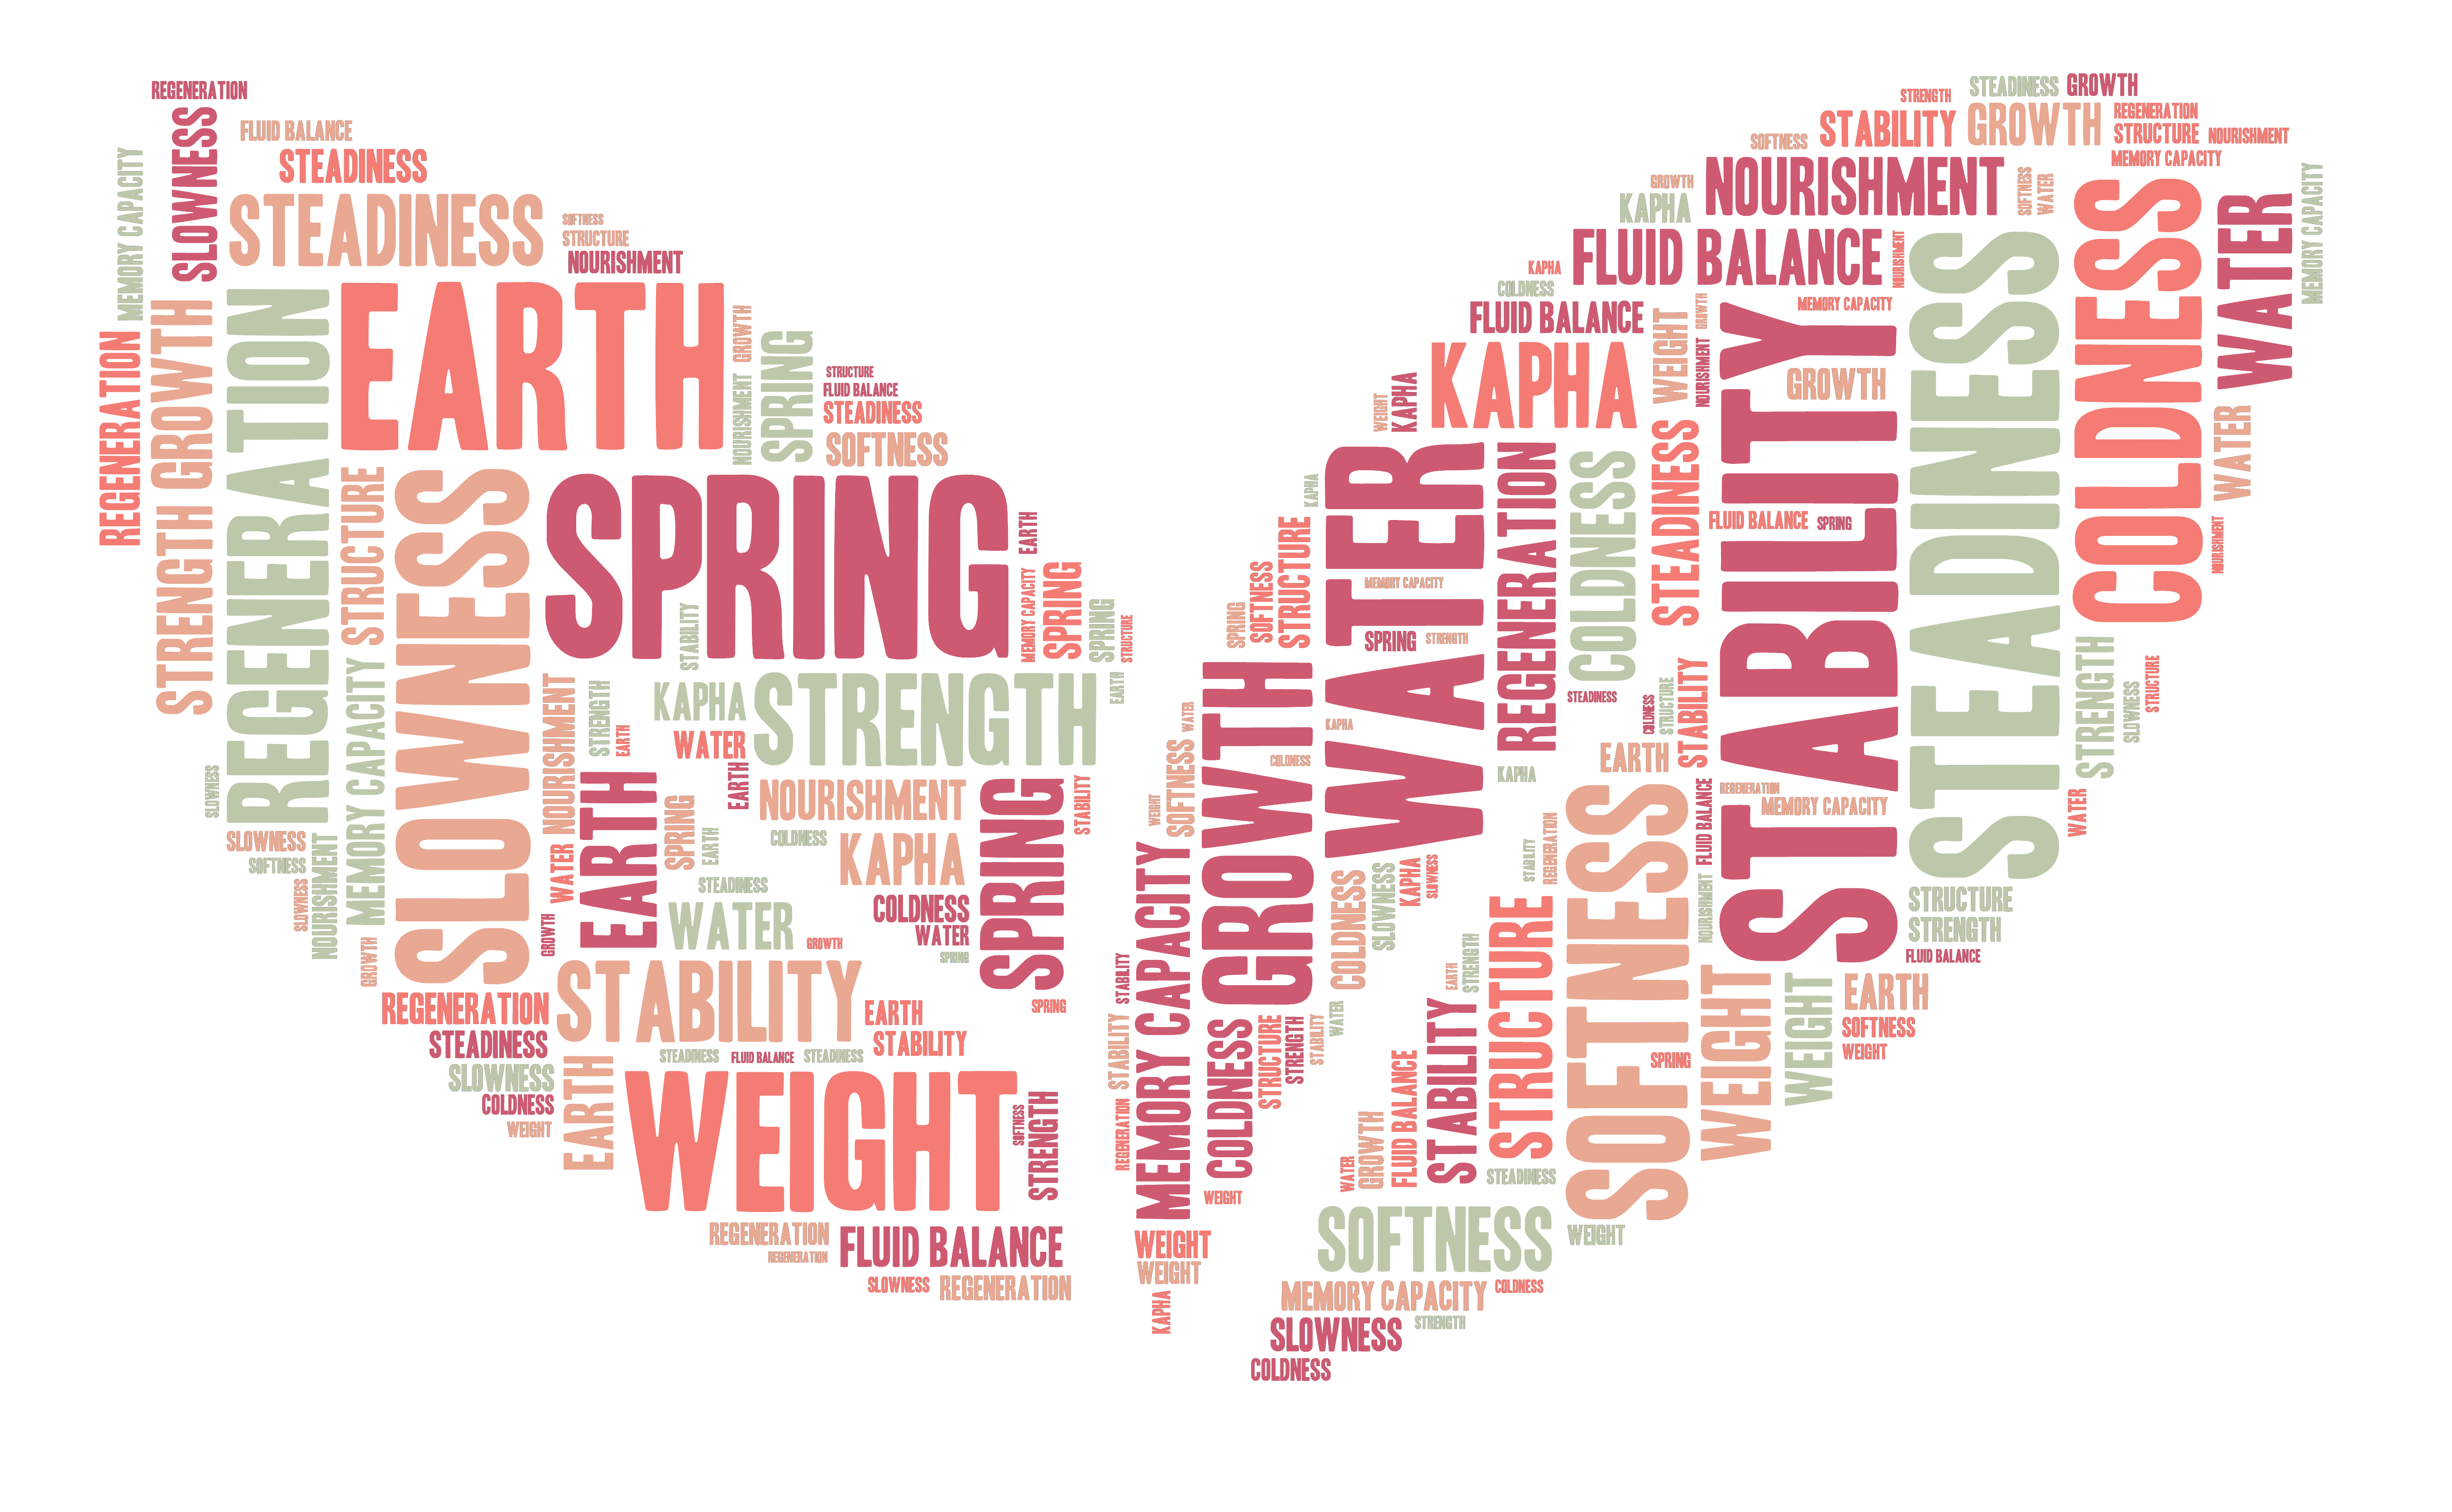 REGENERATION
SLOWNESS
FLUID BALANCE
STEADINESS
MEMORY CAPACITY
STEADINESS
SOFTNESS
STRUCTURE
NOURISHMENT
REGENERATION
GROWTH
STRENGTH
REGENERATION
EARTH
GROWTH
NOURISHMENT
SPRING
STRUCTURE
FLUID BALANCE
STEADINESS
SOFTNESS
STRUCTURE
SLOWNESS
SPRING
EARTH
MEMORY CAPACITY
SPRING
SPRING
STRUCTURE
STABILITY
MEMORY CAPACITY
NOURISHMENT
STRENGTH
EARTH
KAPHA
STRENGTH
EARTH
WATER
SLOWNESS
SLOWNESS
SOFTNESS
SLOWNESS
NOURISHMENT
GROWTH
WATER
EARTH
GROWTH
SPRING
EARTH
EARTH
NOURISHMENT
COLDNESS
KAPHA
STEADINESS
WATER
COLDNESS
WATER
GROWTH
SPRING
SPRING
STABILITY
REGENERATION
STABILITY
EARTH
SPRING
STEADINESS
STABILITY
STEADINESS
FLUID BALANCE
STEADINESS
SLOWNESS
COLDNESS
WEIGHT
EARTH
WEIGHT
SOFTNESS
STRENGTH
REGENERATION
REGENERATION
FLUID BALANCE
SLOWNESS
REGENERATION
STRENGTH
STEADINESS
GROWTH
SOFTNESS
STABILITY
GROWTH
REGENERATION
STRUCTURE
NOURISHMENT
MEMORY CAPACITY
GROWTH
KAPHA
NOURISHMENT
SOFTNESS
WATER
COLDNESS
WATER
MEMORY CAPACITY
KAPHA
COLDNESS
FLUID BALANCE
NOURISHMENT
FLUID BALANCE
WEIGHT
GROWTH
MEMORY CAPACITY
STABILITY
STEADINESS
KAPHA
NOURISHMENT
GROWTH
WEIGHT
KAPHA
WATER
NOURISHMENT
KAPHA
WATER
REGENERATION
COLDNESS
STEADINESS
FLUID BALANCE
SPRING
SPRING
SOFTNESS
STRUCTURE
MEMORY CAPACITY
SPRING
STRENGTH
STEADINESS
COLDNESS
STRUCTURE
STABILITY
STRENGTH
SLOWNESS
STRUCTURE
WATER
WEIGHT
SOFTNESS
WATER
GROWTH
KAPHA
COLDNESS
KAPHA
EARTH
REGENERATION
MEMORY CAPACITY
FLUID BALANCE
STABILITY
REGENERATION
SOFTNESS
NOURISHMENT
MEMORY CAPACITY
COLDNESS
SLOWNESS
KAPHA
SLOWNESS
STRUCTURE
STRUCTURE
STRENGTH
FLUID BALANCE
STABILITY
STABILITY
REGENERATION
COLDNESS
STRUCTURE
STRENGTH
STABILITY
WATER
EARTH
STRENGTH
STABILITY
WEIGHT
WEIGHT
EARTH
SOFTNESS
WEIGHT
SPRING
WATER
GROWTH
FLUID BALANCE
STEADINESS
WEIGHT
SOFTNESS
WEIGHT
WEIGHT
WEIGHT
KAPHA
MEMORY CAPACITY
COLDNESS
SLOWNESS
STRENGTH
COLDNESS